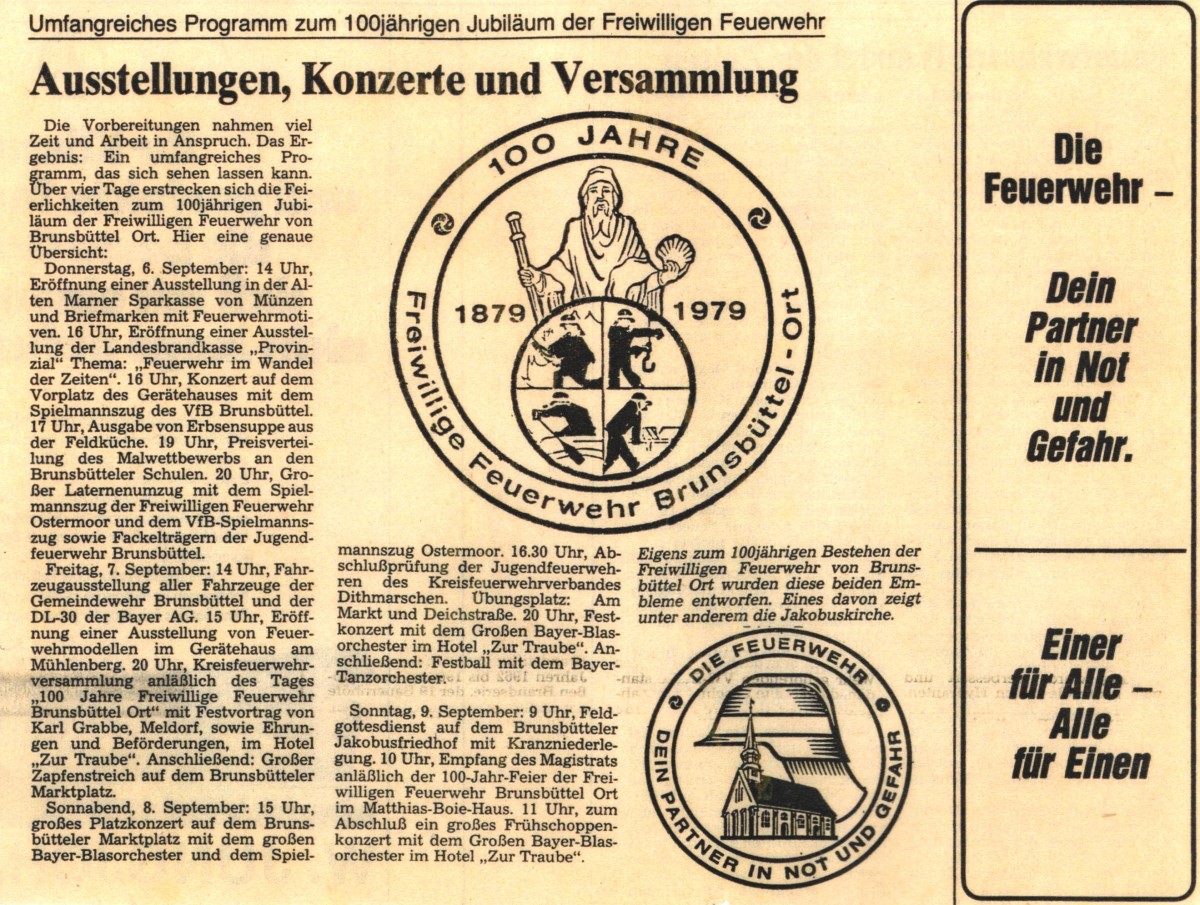 Umfangreiches Programm zum 100jährigen Jubiläum der Freiwilligen Feuerwehr
Ausstellungen, Konzerte und Versammlung
Die Vorbereitungen nahmen viel
Zeit und Arbeit in Anspruch. Das Er-
gebnis: Ein umfangreiches Pro-
gramm, das sich sehen lassen kann.
Über vier Tage erstrecken sich die Fei-
erlichkeiten zum 100jährigen Jubi-
läum der Freiwilligen Feuerwehr von
Brunsbüttel Ort. Hier eine genaue
Übersicht:
Donnerstag, 6. September: 14 Uhr,
Eröffnung einer Ausstellung in der Al-
ten Marner Sparkasse von Münzen
und Briefmarken mit Feuerwehrmoti-
ven. 16 Uhr, Eröffnung einer Ausstel-
lung der Landesbrandkasse „Provin-
zial“ Thema: „Feuerwehr im Wandel
der Zeiten“. 16 Uhr, Konzert auf dem
Vorplatz des Gerätehauses mit dem
Spielmannszug des VfB Brunsbüttel.
17 Uhr, Ausgabe von Erbsensuppe aus
der Feldküche. 19 Uhr, Preisvertei-
lung des Malwettbewerbs an den
Brunsbütteler Schulen. 20 Uhr, Gro-
ßer Laternenumzug mit dem Spiel-
mannszug der Freiwilligen Feuerwehr
Ostermoor und dem VfB-Spielmanns-
zug sowie Fackelträgern der Jugend-
feuerwehr Brunsbüttel.
Freitag, 7. September: 14 Uhr, Fahr-
zeugausstellung aller Fahrzeuge der
Gemeindewehr Brunsbüttel und der
DL-30 der Bayer AG. 15 Uhr, Eröff-
nung einer Ausstellung von Feuer-
wehrmodellen im Gerätehaus am
Mühlenberg. 20 Uhr, Kreisfeuerwehr-
versammlung anläßlich des Tages
„100 Jahre Freiwillige Feuerwehr
Brunsbüttel Ort“ mit Festvortrag von
Karl Grabbe, Meldorf, sowie Ehrun-
gen und Beförderungen, im Hotel
„Zur Traube“. Anschließend: Großer
Zapfenstreich auf dem Brunsbütteler
Marktplatz.
Sonnabend, 8. September: 15 Uhr,
großes Platzkonzert auf dem Bruns-
bütteler Marktplatz mit dem großen
Bayer-Blasorchester und dem Spiel-
mannszug Ostermoor. 16.30 Uhr, Ab-
schlußprüfung der Jugendfeuerweh-
ren des Kreisfeuerwehrverbandes
Dithmarschen. Übungsplatz: Am
Markt und Deichstraße. 20 Uhr, Fest-
konzert mit dem Großen Bayer-Blas-
orchester im Hotel „Zur Traube“. An-
schließend: Festball mit dem Bayer-
Tanzorchester.
Sonntag, 9. September: 9 Uhr, Feld-
gottesdienst auf dem Brunsbütteler
Jakobusfriedhof mit Kranzniederle-
gung. 10 Uhr, Empfang des Magistrats
anläßlich der 100-Jahr-Feier der Frei-
willigen Feuerwehr Brunsbüttel Ort
im Matthias-Boie-Haus. 11 Uhr, zum
Abschluß ein großes Frühschoppen-
konzert mit dem Großen Bayer-Blas-
orchester im Hotel „Zur Traube“.
100 JAHRE
1879 1979
Freiwillige Feuerwehr Brunsbüttel-Ort
Eigens zum 100jährigen Bestehen der
Freiwilligen Feuerwehr von Bruns-
büttel Ort wurden diese beiden Em-
bleme entworfen. Eines davon zeigt
unter anderem die Jakobuskirche.
DIE FEUERWEHR
DEIN PARTNER IN NOT UND GEFAHR
Die
Feuerwehr –
Dein
Partner
in Not
und
Gefahr.
Einer
für Alle –
Alle
für Einen